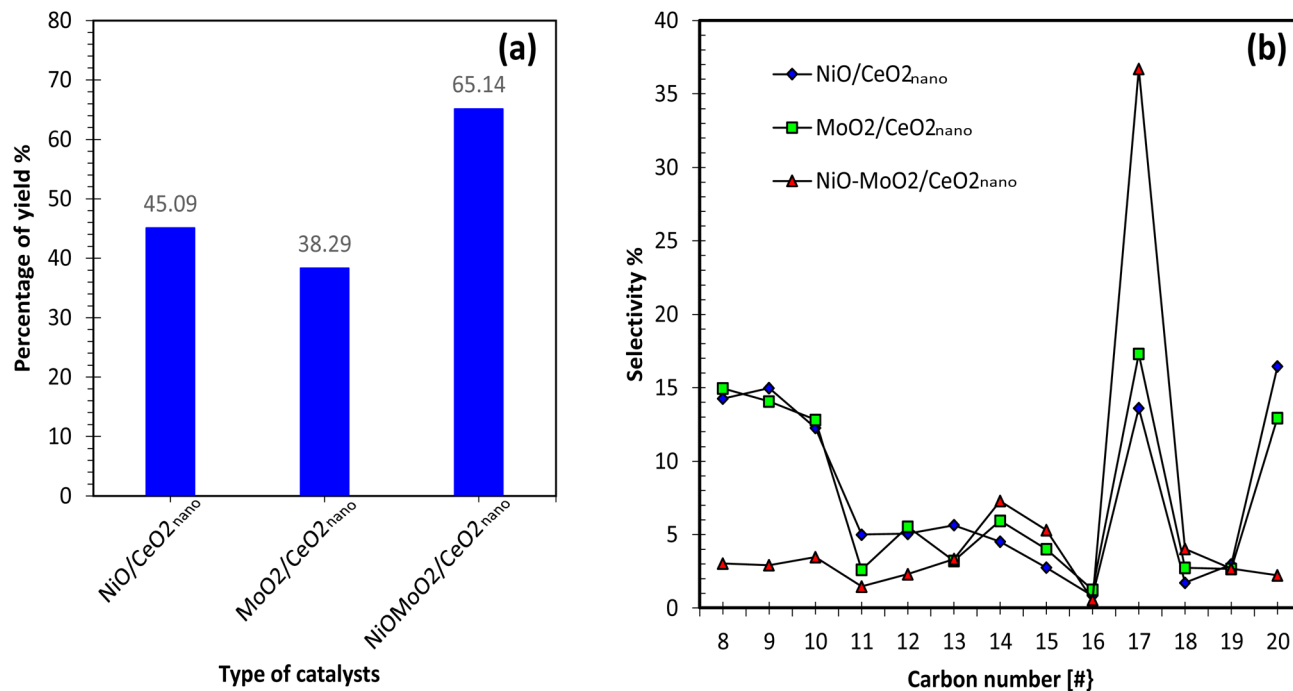 (a)
80
70
60
50
40
30
20
10
0
Percentage of yield %
45.09
38.29
65.14
NiO/CeO2nano
MoO2/CeO2nano
NiOMoO2/CeO2nano
Type of catalysts
(b)
40
35
30
25
20
15
10
5
0
Selectivity %
NiO/CeO2nano
MoO2/CeO2nano
NiO-MoO2/CeO2nano
8 9 10 11 12 13 14 15 16 17 18 19 20
Carbon number [#}